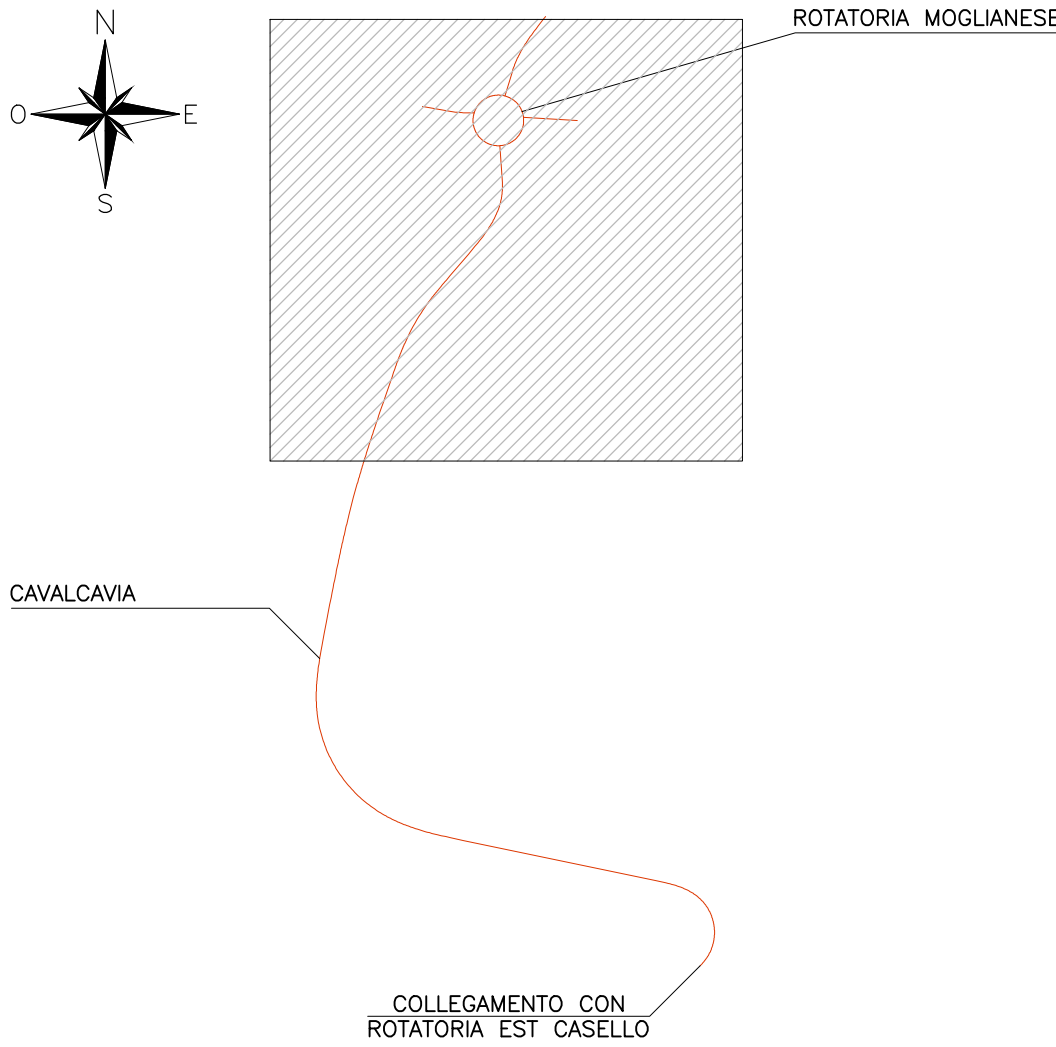 N
ROTATORIA MOGLIANESE
O
E
S
CAVALCAVIA
COLLEGAMENTO CON
ROTATORIA EST CASELLO